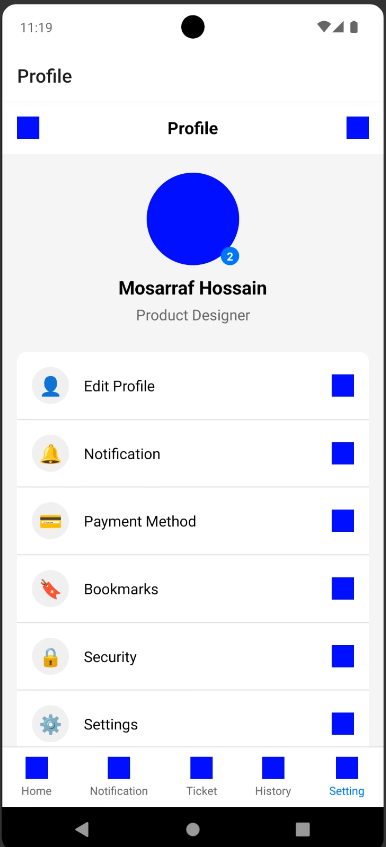 11:19
Profile
Profile
2
Mosarraf Hossain
Product Designer
Edit Profile
Notification
Payment Method
Bookmarks
Security
Settings
Home Notification Ticket History Setting